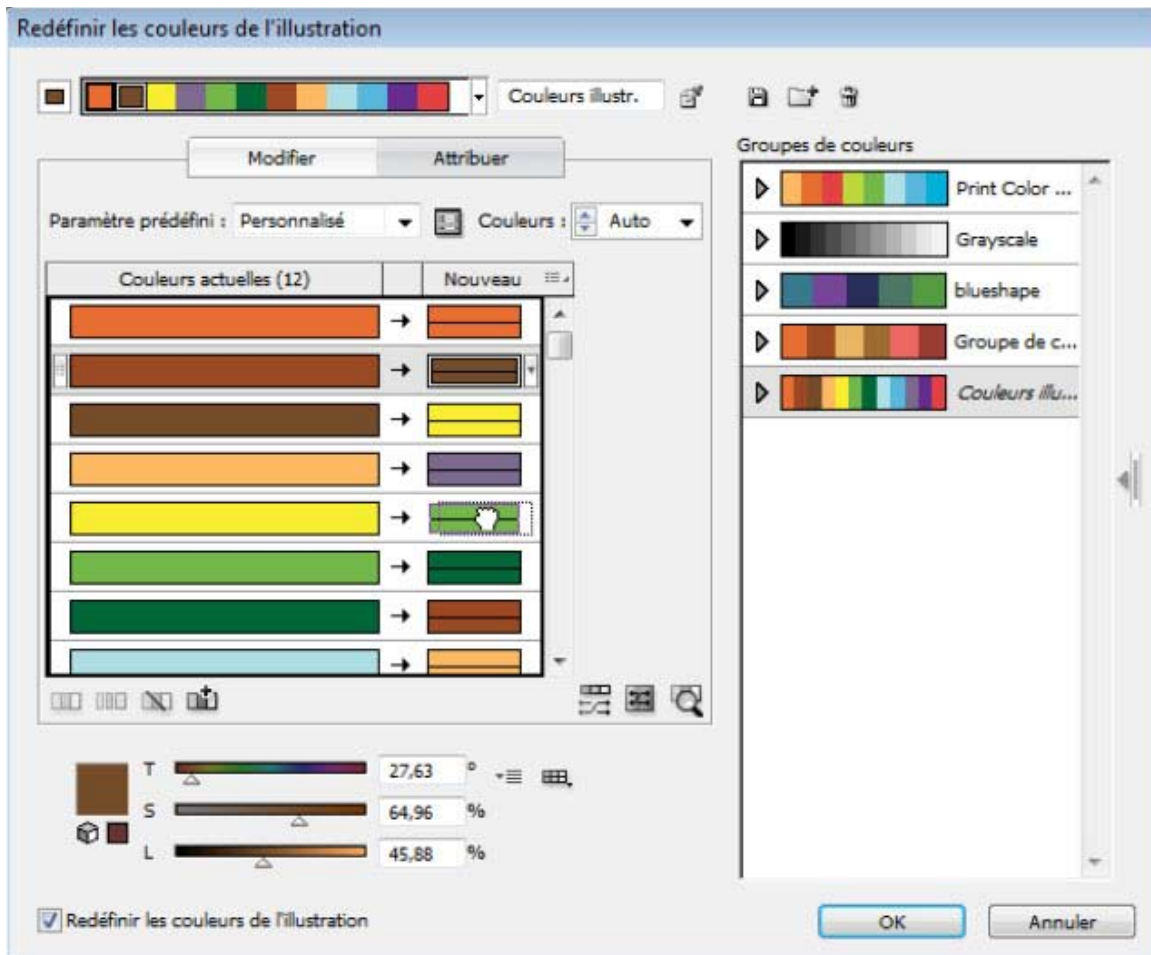 Redéfinir les couleurs de l'illustration
Couleurs illustr.
Modifier
Attribuer
Paramètre prédéfini :
Personnalisé
Couleurs :
Auto
Couleurs actuelles (12)
Nouveau
T
27,63
°
S
64,96
%
L
45,88
%
Groupes de couleurs
Print Color ...
Grayscale
blueshape
Groupe de c...
Couleurs illu...
Redéfinir les couleurs de l'illustration
OK
Annuler